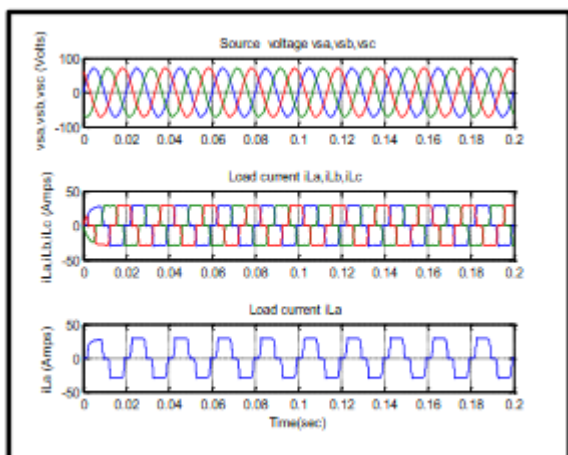 Source voltage vsa,vsb,vsc
vsa,vsb,vsc (Volts)
100
0
-100
0 0.02 0.04 0.06 0.08 0.1 0.12 0.14 0.16 0.18 0.2
Load current iLa,iLb,iLc
iLa,iLb,iLc (Amps)
50
0
-50
0 0.02 0.04 0.06 0.08 0.1 0.12 0.14 0.16 0.18 0.2
Load current iLa
iLa (Amps)
50
0
-50
0 0.02 0.04 0.06 0.08 0.1 0.12 0.14 0.16 0.18 0.2
Time(sec)